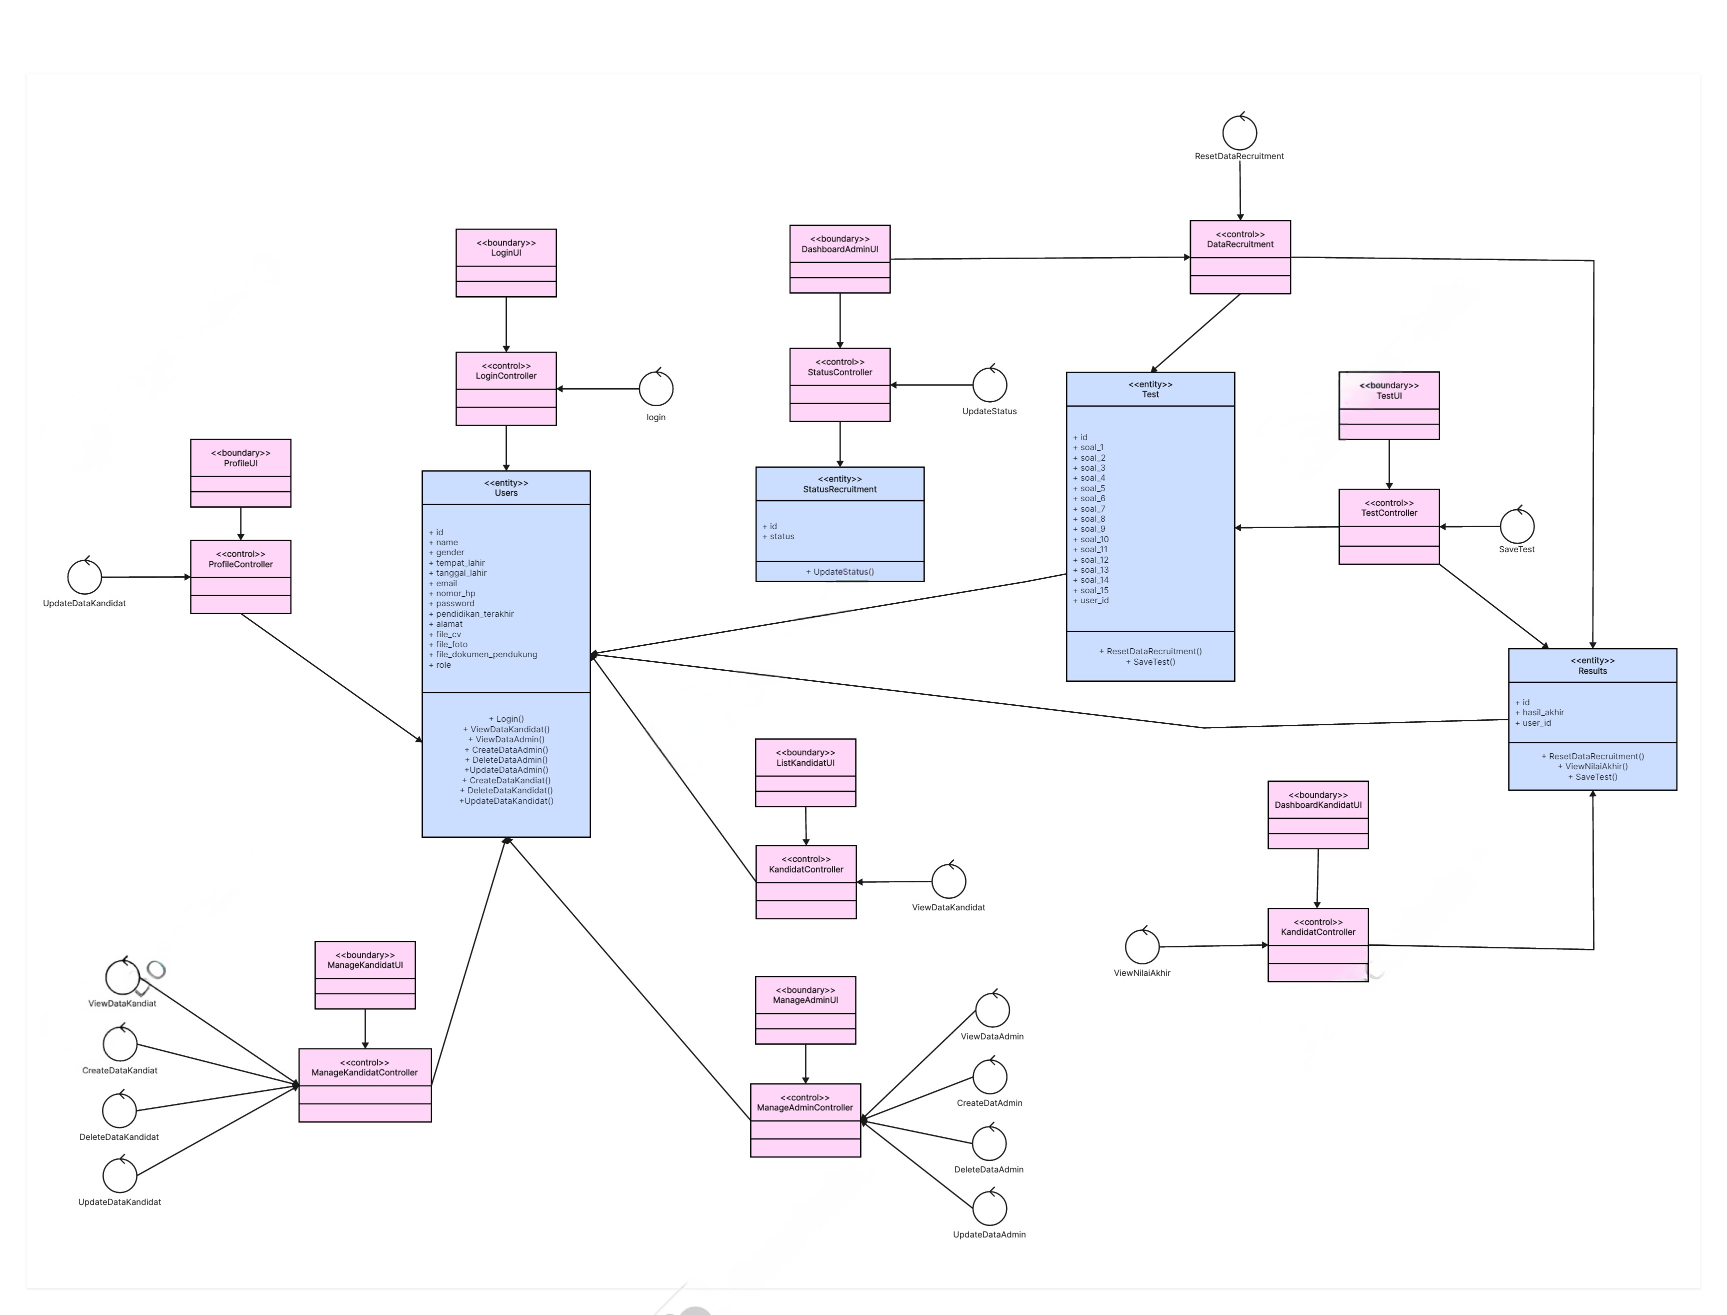 ResetDataRecruitment
<<control>>
DataRecruitment
<<boundary>>
LoginUI
<<boundary>>
DashboardAdminUI
<<control>>
LoginController
login
<<control>>
StatusController
UpdateStatus
<<entity>>
Test
+ id
+ soal_1
+ soal_2
+ soal_3
+ soal_4
+ soal_5
+ soal_6
+ soal_7
+ soal_8
+ soal_9
+ soal_10
+ soal_11
+ soal_12
+ soal_13
+ soal_14
+ soal_15
+ user_id
+ ResetDataRecruitment()
+ SaveTest()
<<boundary>>
TestUI
<<control>>
TestController
SaveTest
<<boundary>>
ProfileUI
<<control>>
ProfileController
UpdateDataKandidat
<<entity>>
Users
+ id
+ name
+ gender
+ tempat_lahir
+ tanggal_lahir
+ email
+ nomor_hp
+ password
+ pendidikan_terakhir
+ alamat
+ file_cv
+ file_foto
+ file_dokumen_pendukung
+ role
+ Login()
+ ViewDataKandidat()
+ ViewDataAdmin()
+ CreateDataAdmin()
+ DeleteDataAdmin()
+UpdateDataAdmin()
+ CreateDataKandiat()
+ DeleteDataKandidat()
+UpdateDataKandidat()
<<entity>>
StatusRecruitment
+ id
+ status
+ UpdateStatus()
<<entity>>
Results
+ id
+ hasil_akhir
+ user_id
+ ResetDataRecruitment()
+ ViewNilaiAkhir()
+ SaveTest()
<<boundary>>
ListKandidatUI
<<control>>
KandidatController
ViewDataKandidat
<<boundary>>
DashboardKandidatUI
<<control>>
KandidatController
ViewNilaiAkhir
<<boundary>>
ManageKandidatUI
<<control>>
ManageKandidatController
ViewDataKandiat
CreateDataKandiat
DeleteDataKandidat
UpdateDataKandidat
<<boundary>>
ManageAdminUI
<<control>>
ManageAdminController
ViewDataAdmin
CreateDatAdmin
DeleteDataAdmin
UpdateDataAdmin